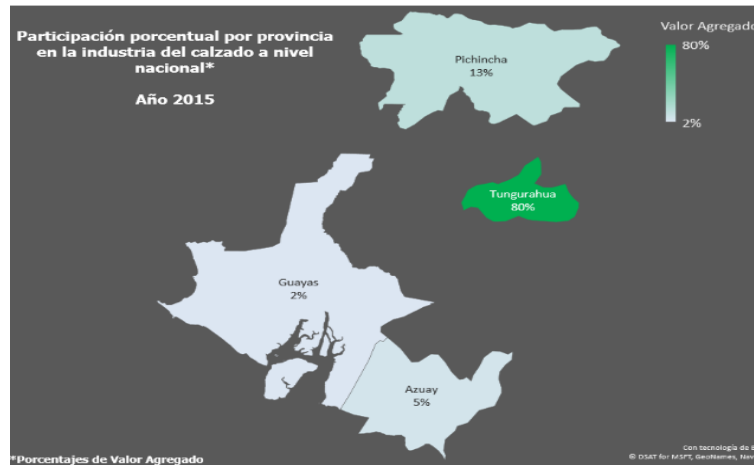 Participación porcentual por provincia
en la industria del calzado a nivel
nacional*
Año 2015
Valor Agregado
80%
2%
Pichincha
13%
Tungurahua
80%
Guayas
2%
Azuay
5%
*Porcentajes de Valor Agregado
Con tecnología de
© DSAT for MSFT, GeoNames,